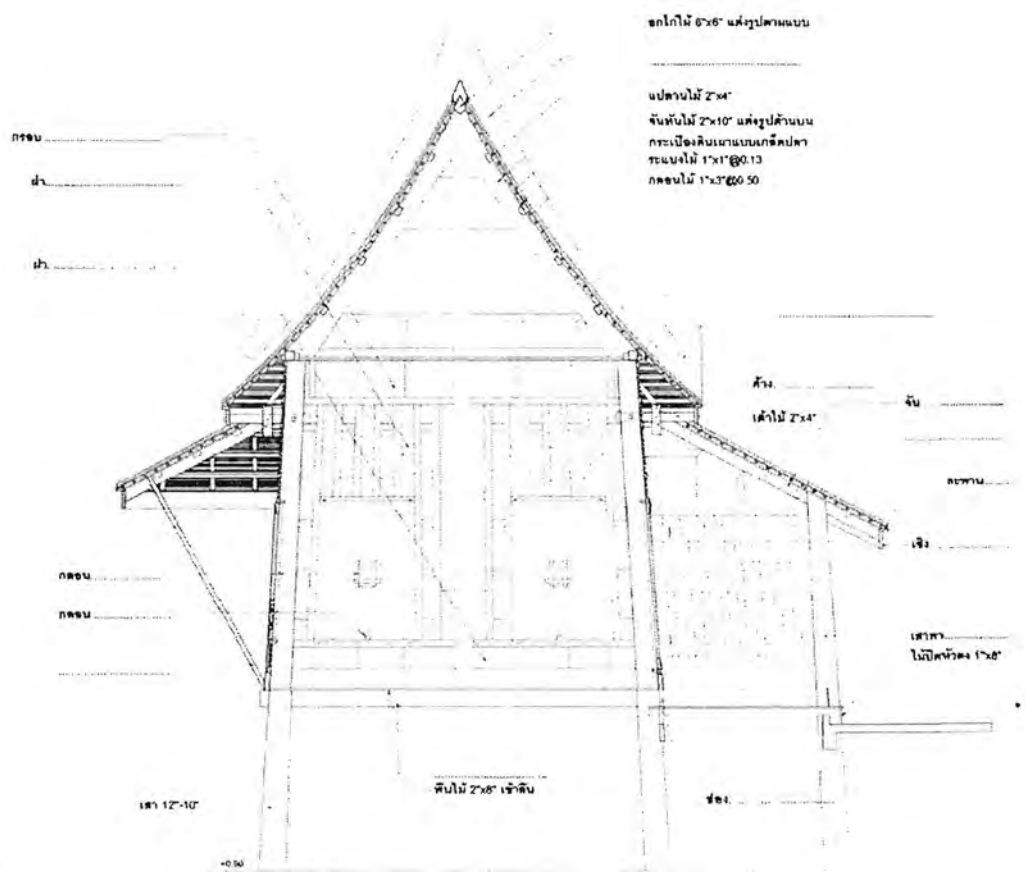 อกไก่ไม้ 6"x6" แต่งรูปตามแบบ
แปลานไม้ 2"x4"
จันทันไม้ 2"x10" แต่งรูปด้านบน
กระเบื้องดินเผาแบบเกล็ดปลา
ระแนงไม้ 1"x1"@0.13
กลอนไม้ 1"x3"@0.50
กรอบ
ฝา
ฝา
ค้าง
จัน
เต้าไม้ 2"x4"
สะพาน
เชิง
กลอน
กลอน
เสาพา
ไม้ปิดหัวตง 1"x8"
พื้นไม้ 2"x8" เข้าลิ้น
เสา 12"-10"
ช่อง